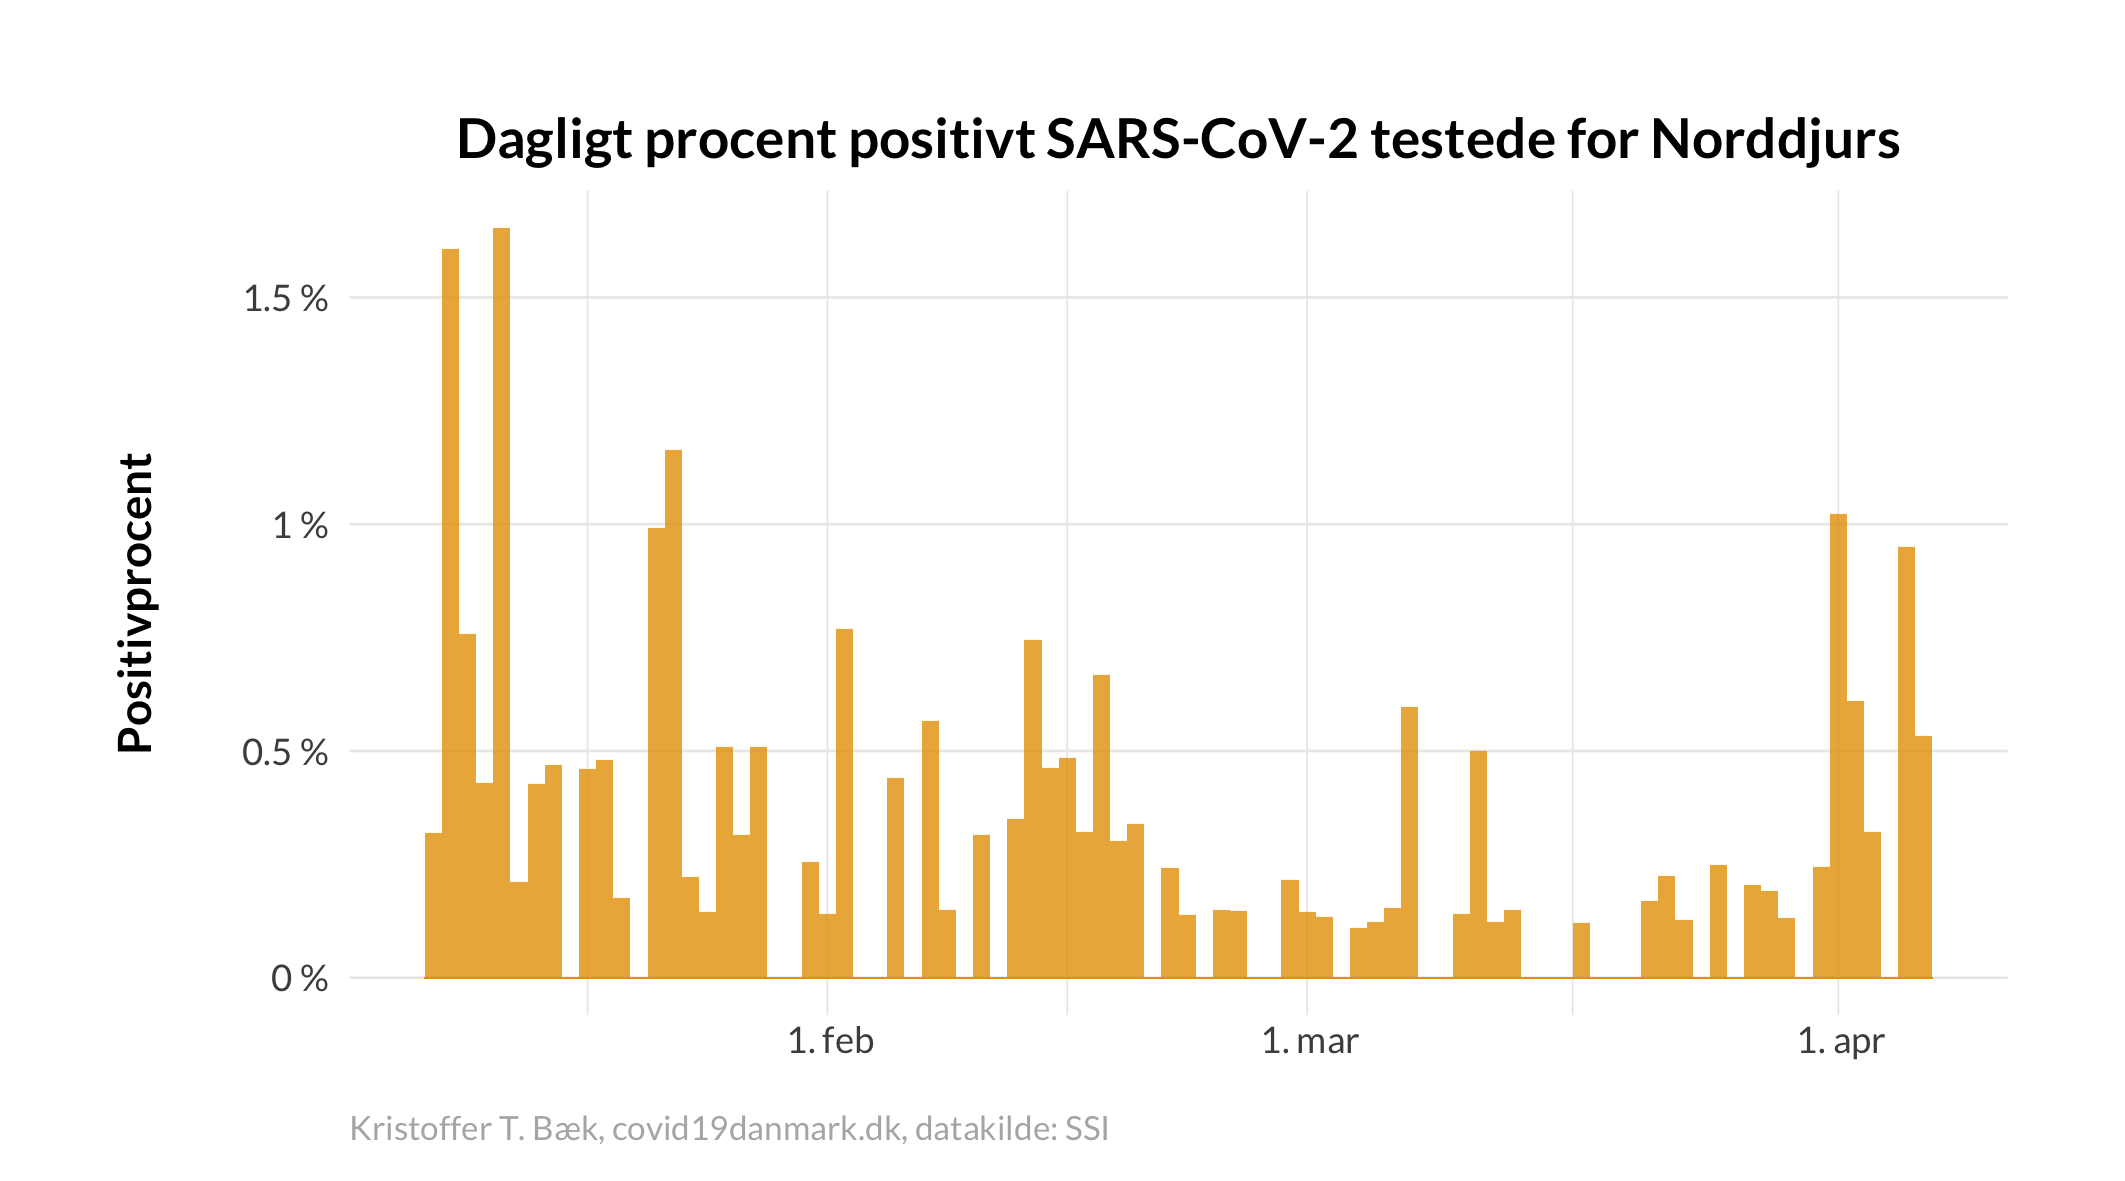 Dagligt procent positivt SARS-CoV-2 testede for Norddjurs
Positivprocent
1.5 %
1 %
0.5 %
0 %
1. feb
1. mar
1. apr
Kristoffer T. Bæk, covid19danmark.dk, datakilde: SSI